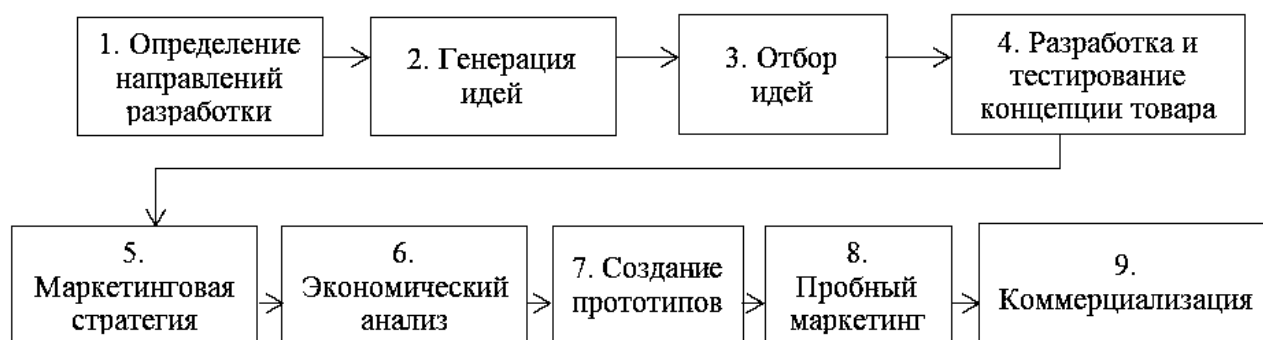 1. Определение
направлений
разработки
2. Генерация
идей
3. Отбор
идей
4. Разработка и
тестирование
концепции товара
5.
Маркетинговая
стратегия
6.
Экономический
анализ
7. Создание
прототипов
8.
Пробный
маркетинг
9.
Коммерциализация